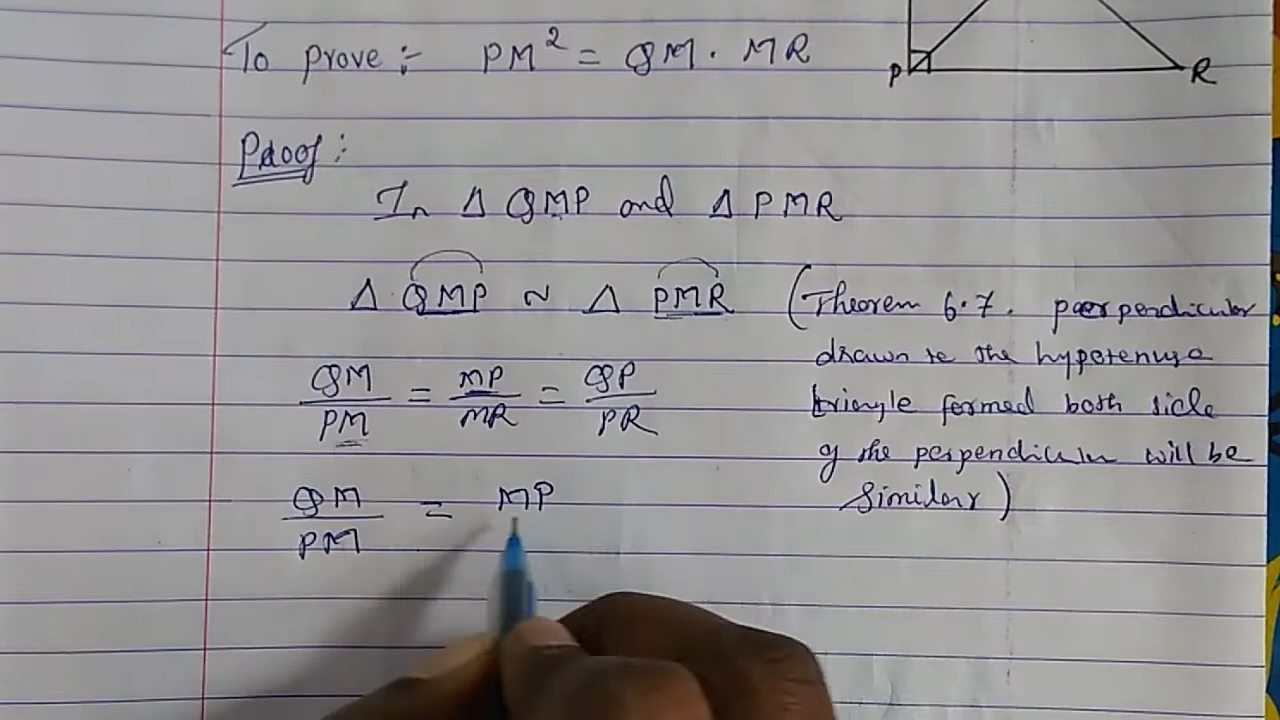 To Prove :- PM² = QM . MR
P R
Proof :
In Δ QMP and Δ PMR
Δ QMP ~ Δ PMR (Theorem 6.7. perpendicular
drawn to the hypotenuse
triangle formed both side
of the perpendicular will be
similar)
QM/PM = MP/MR = QP/PR
QM/PM = MP